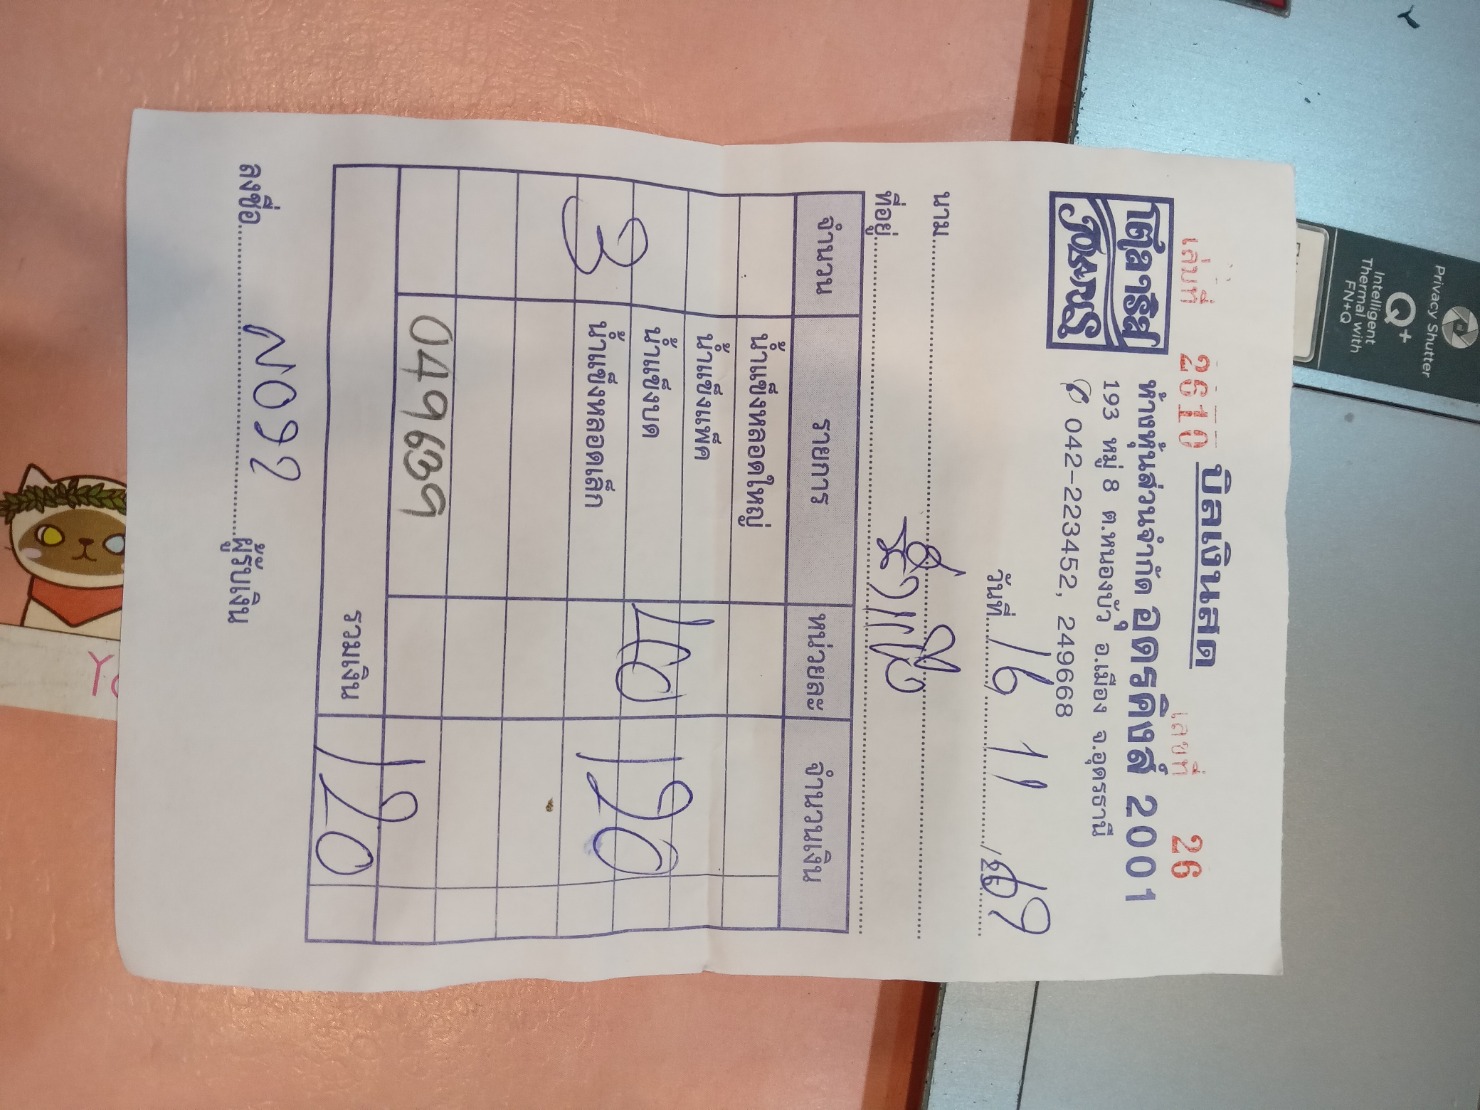 เล่มที่ 2610 เลขที่ 26
บิลเงินสด
โตลาริส
POLARIS
ห้างหุ้นส่วนจำกัด อุดรคิงส์ 2001
193 หมู่ 8 ต.หนองบัว อ.เมือง จ.อุดรธานี
✆ 042-223452, 249668
วันที่ 16 / 11 / 69
นาม
ที่อยู่
จำนวน รายการ หน่วยละ จำนวนเงิน
น้ำแข็งหลอดใหญ่
น้ำแข็งแพ็ค
น้ำแข็งบด
3 น้ำแข็งหลอดเล็ก 40 120
049639
รวมเงิน 120
ลงชื่อ N092 ผู้รับเงิน
Privacy Shutter
Q+
Intelligent
Thermal with
FN+Q